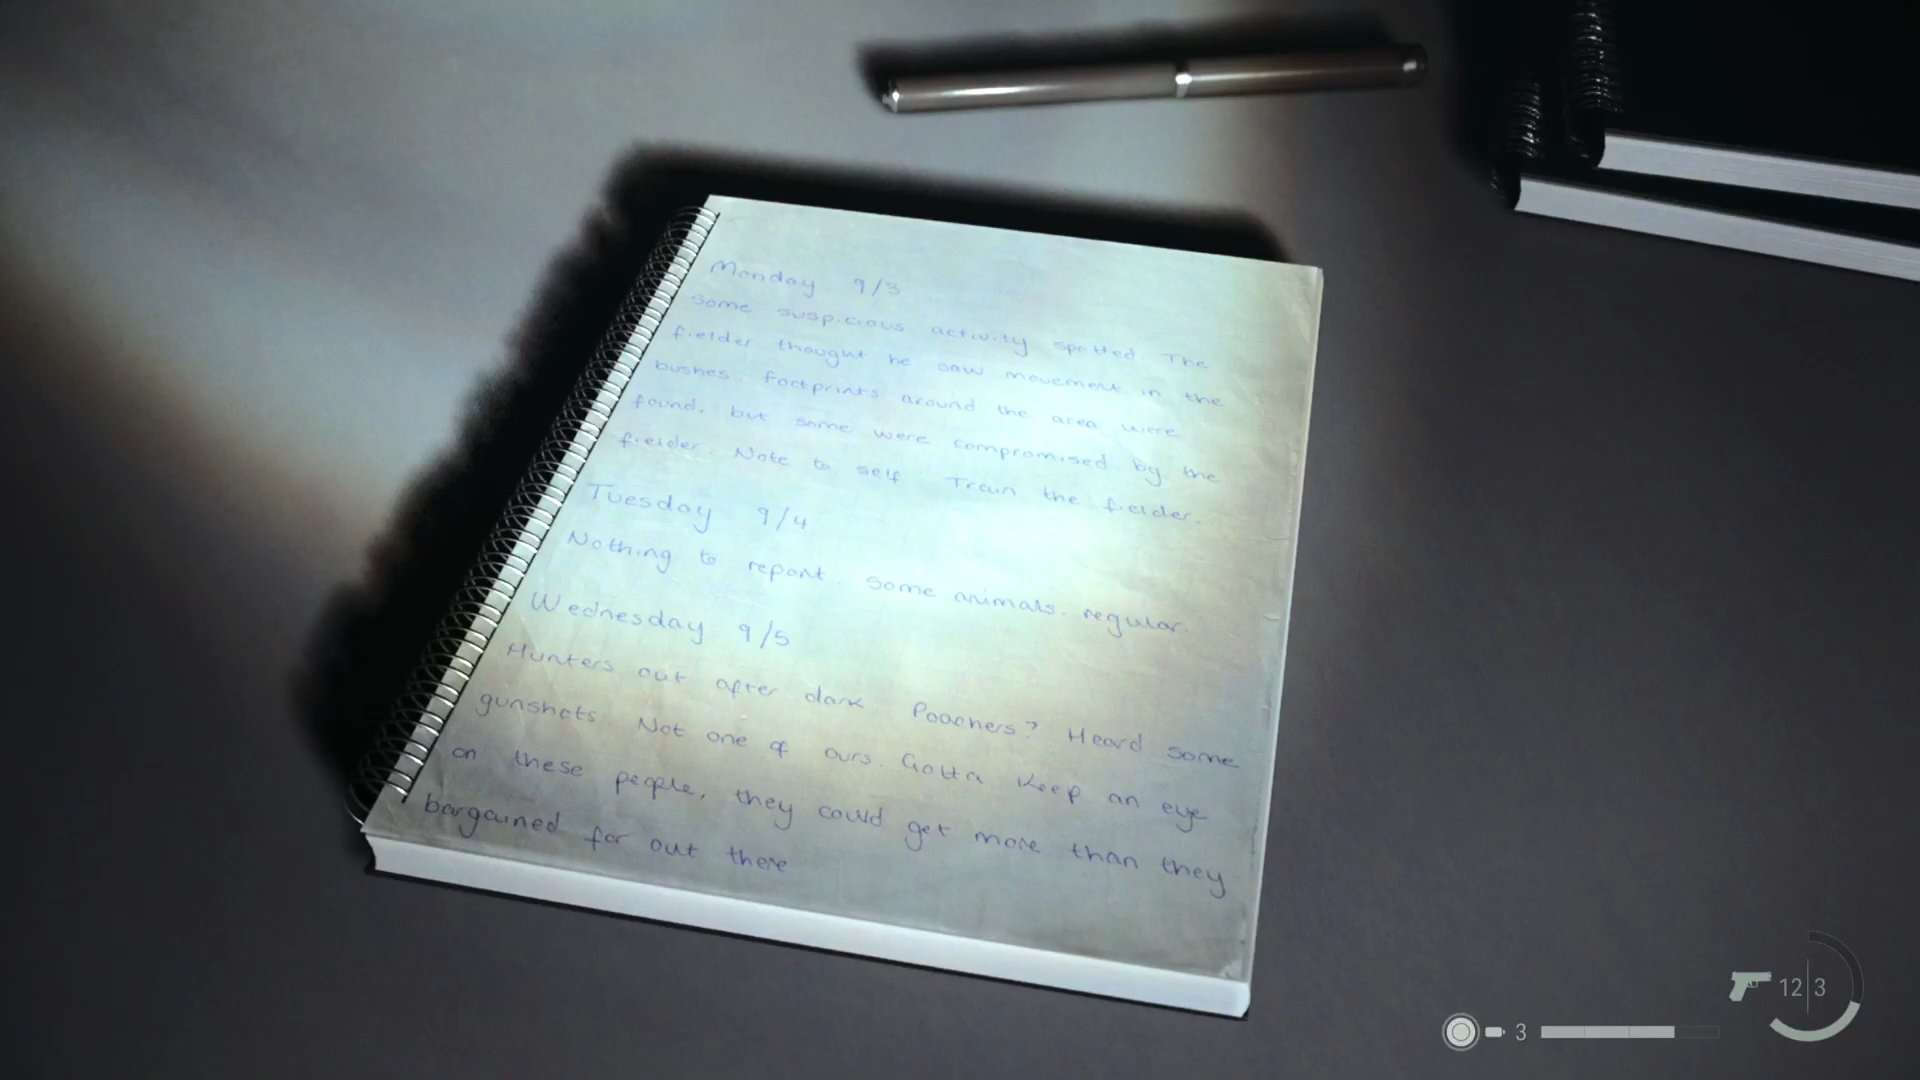 Monday 9/3
Some suspicious activity spotted The
fielder thought he saw movement in the
bushes. Footprints around the area were
found, but some were compromised by the
fielder. Note to self Train the fielder.
Tuesday 9/4
Nothing to report. Some animals. regular.
Wednesday 9/5
Hunters out after dark Poachers? Heard some
gunshots. Not one of ours. Gotta keep an eye
on these people, they could get more than they
bargained for out there
12|3
3